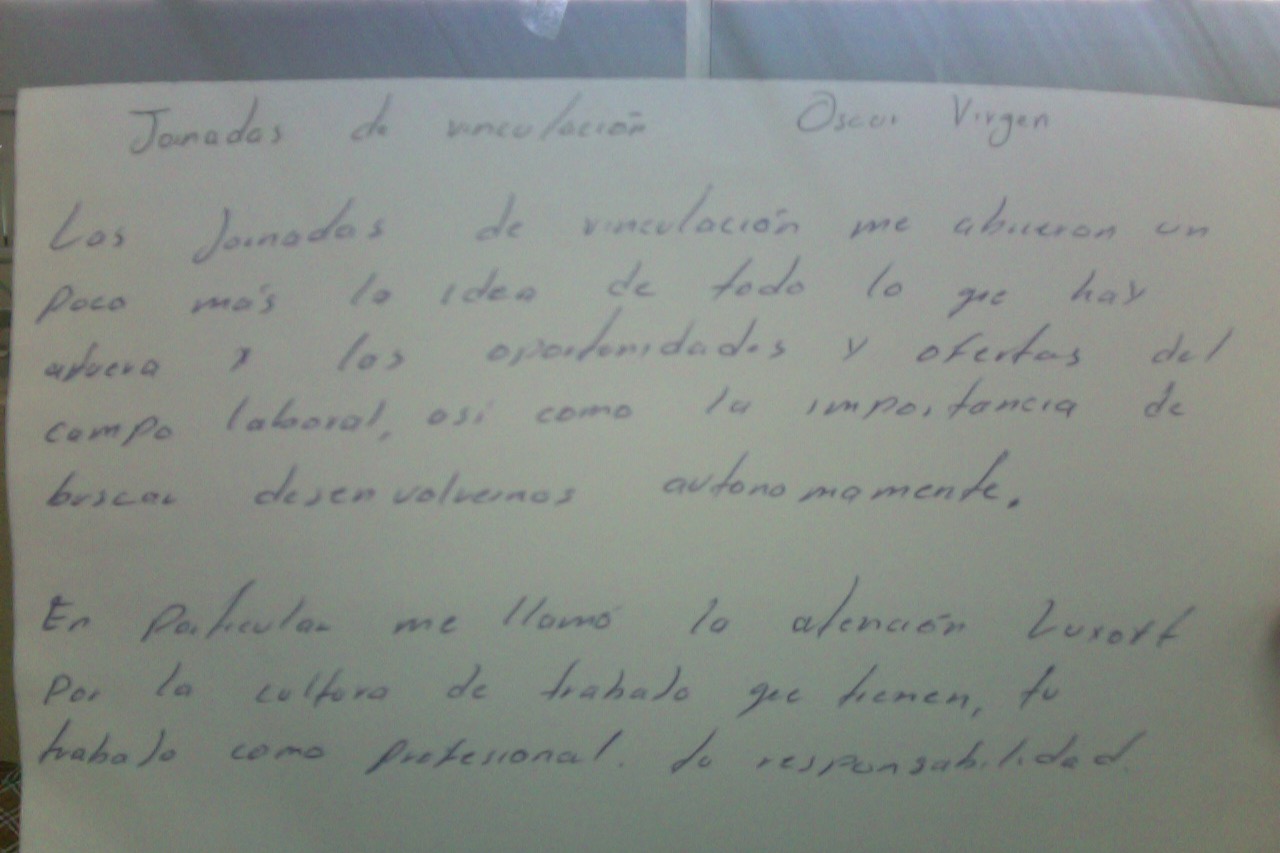 Jornadas de vinculación Oscar Virgen
Las Jornadas de vinculación me abrieron un
poco más la idea de todo lo que hay
afuera y las oportunidades y ofertas del
campo laboral, así como la importancia de
buscar desenvolvernos autonomamente.
En particular me llamó la atención
por la cultura de trabajo que tienen, tu
trabajo como profesional. tu responsabilidad.